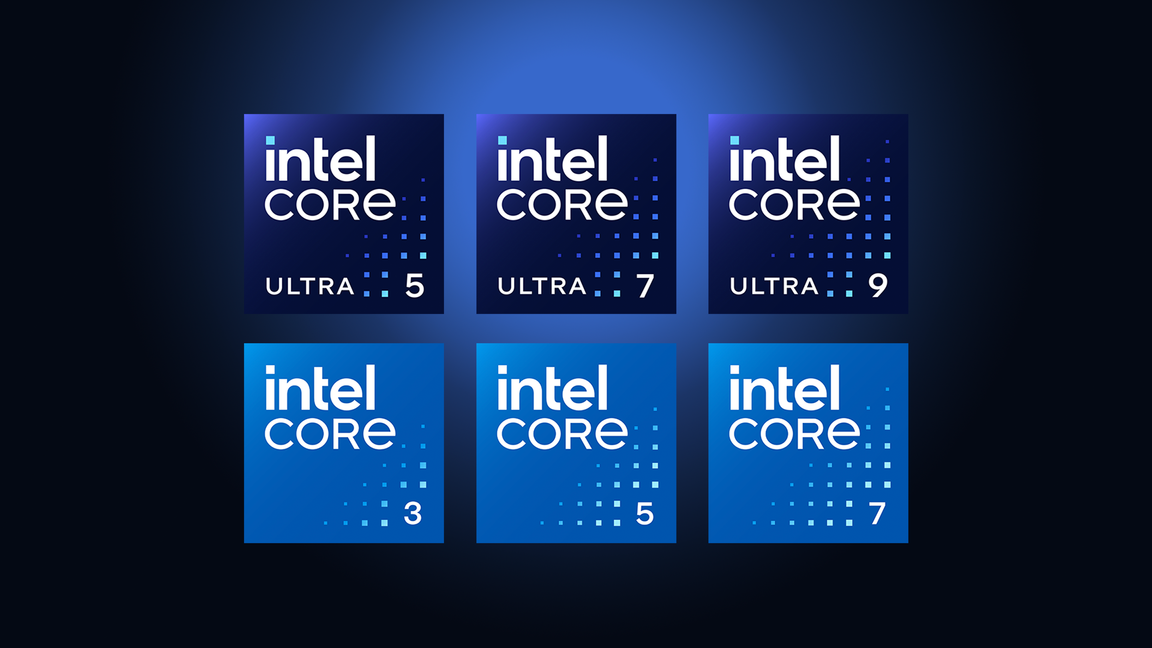 intel
CORE
ULTRA 5
intel
CORE
ULTRA 7
intel
CORE
ULTRA 9
intel
CORE
3
intel
CORE
5
intel
CORE
7